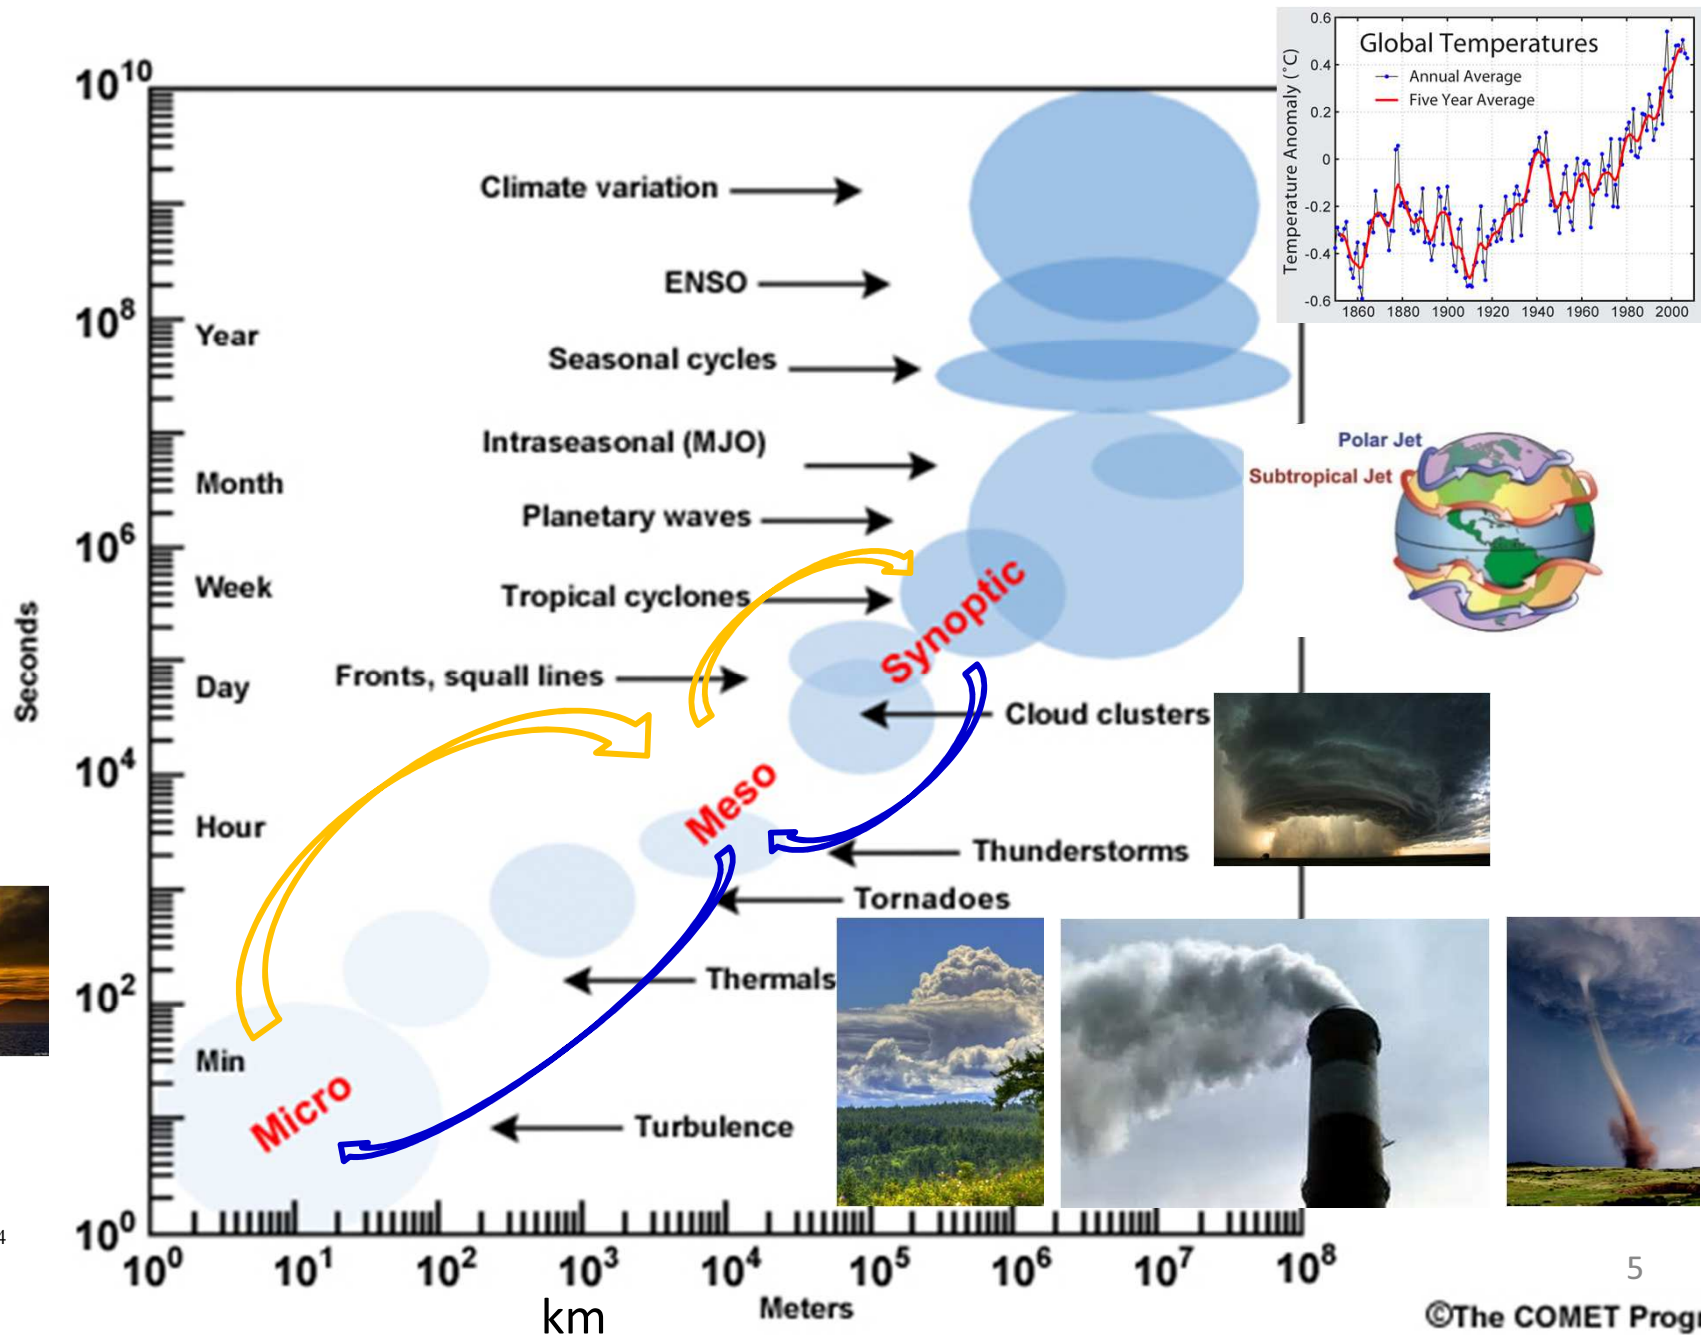 Global Temperatures
Annual Average
Five Year Average
Temperature Anomaly (°C)
0.6
0.4
0.2
0
-0.2
-0.4
-0.6
1860 1880 1900 1920 1940 1960 1980 2000
10¹⁰
10⁸
10⁶
10⁴
10²
10⁰
Seconds
Year
Month
Week
Day
Hour
Min
Climate variation
ENSO
Seasonal cycles
Intraseasonal (MJO)
Planetary waves
Tropical cyclones
Fronts, squall lines
Cloud clusters
Thunderstorms
Tornadoes
Thermals
Turbulence
Synoptic
Meso
Micro
Polar Jet
Subtropical Jet
10⁰ 10¹ 10² 10³ 10⁴ 10⁵ 10⁶ 10⁷ 10⁸
km
Meters
4
5
©The COMET Progr